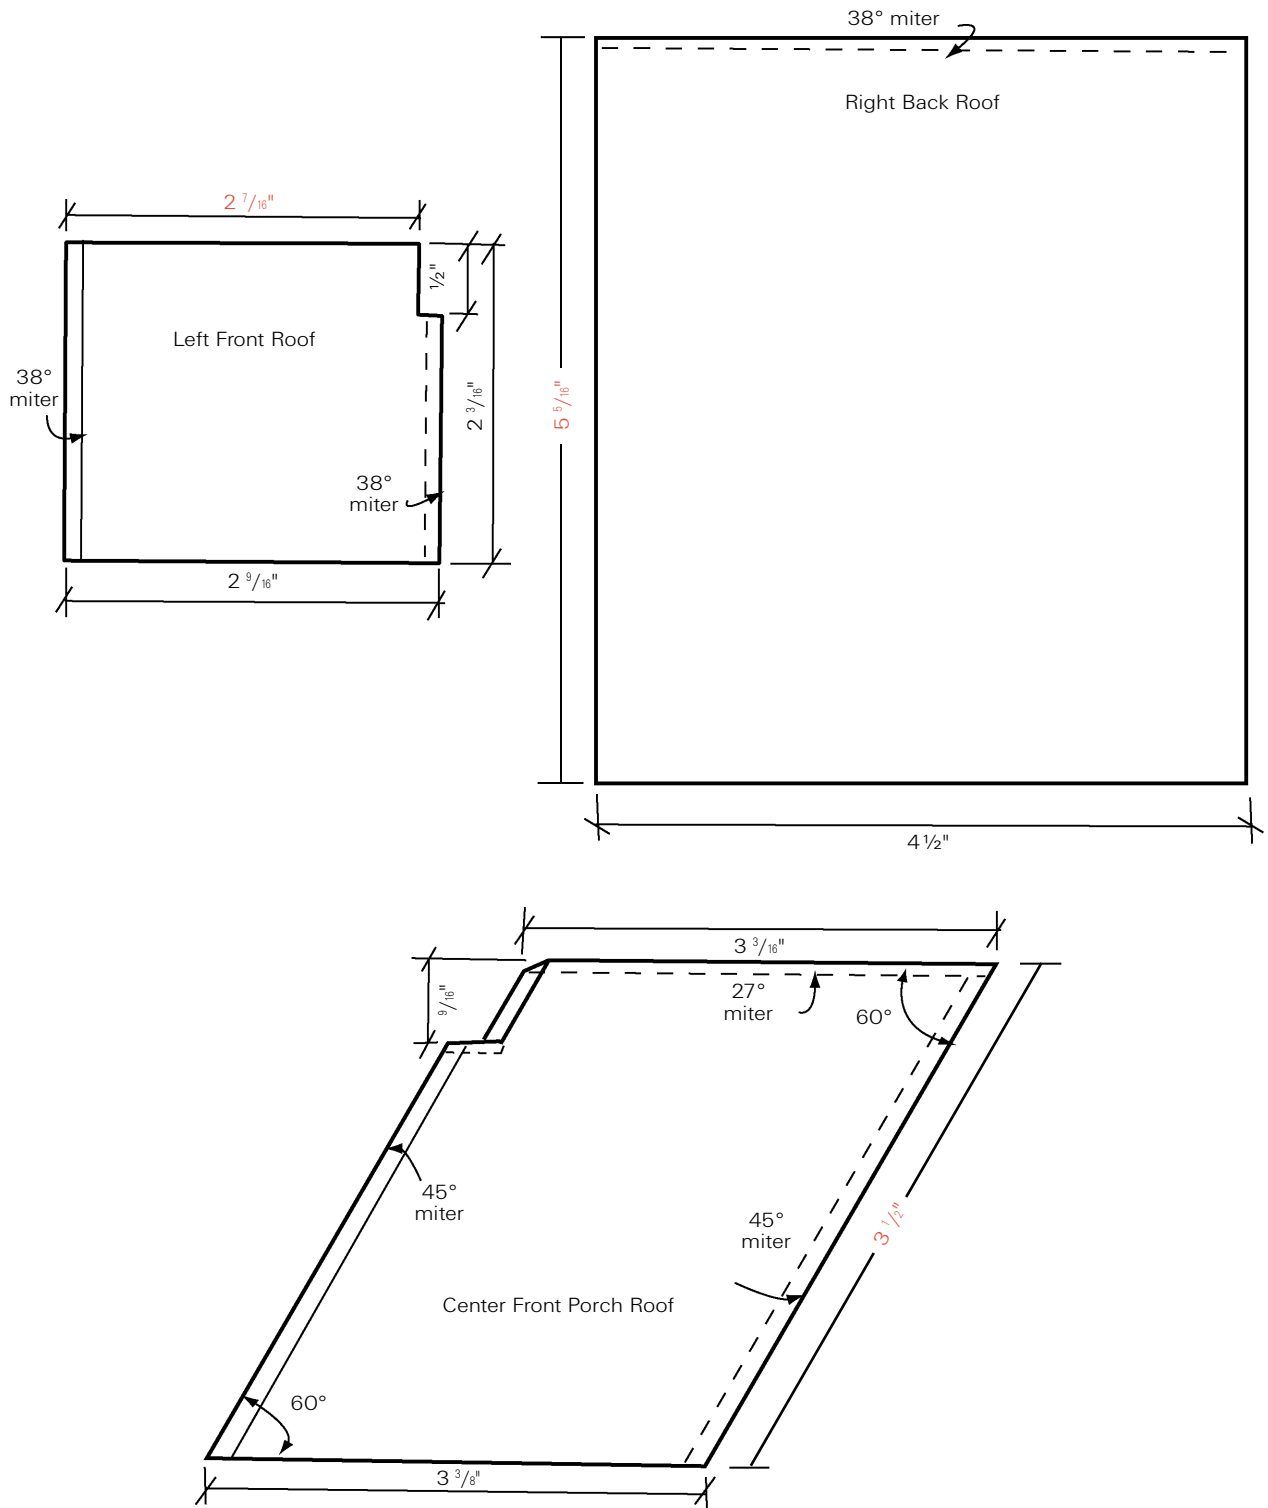 38° miter
Right Back Roof
2 7/16"
1/2"
Left Front Roof
38°
miter
2 3/16"
5 5/16"
38°
miter
2 9/16"
4 ½"
3 3/16"
9/16"
27°
miter
60°
45°
miter
45°
miter
3 1/2"
Center Front Porch Roof
60°
3 3/8"